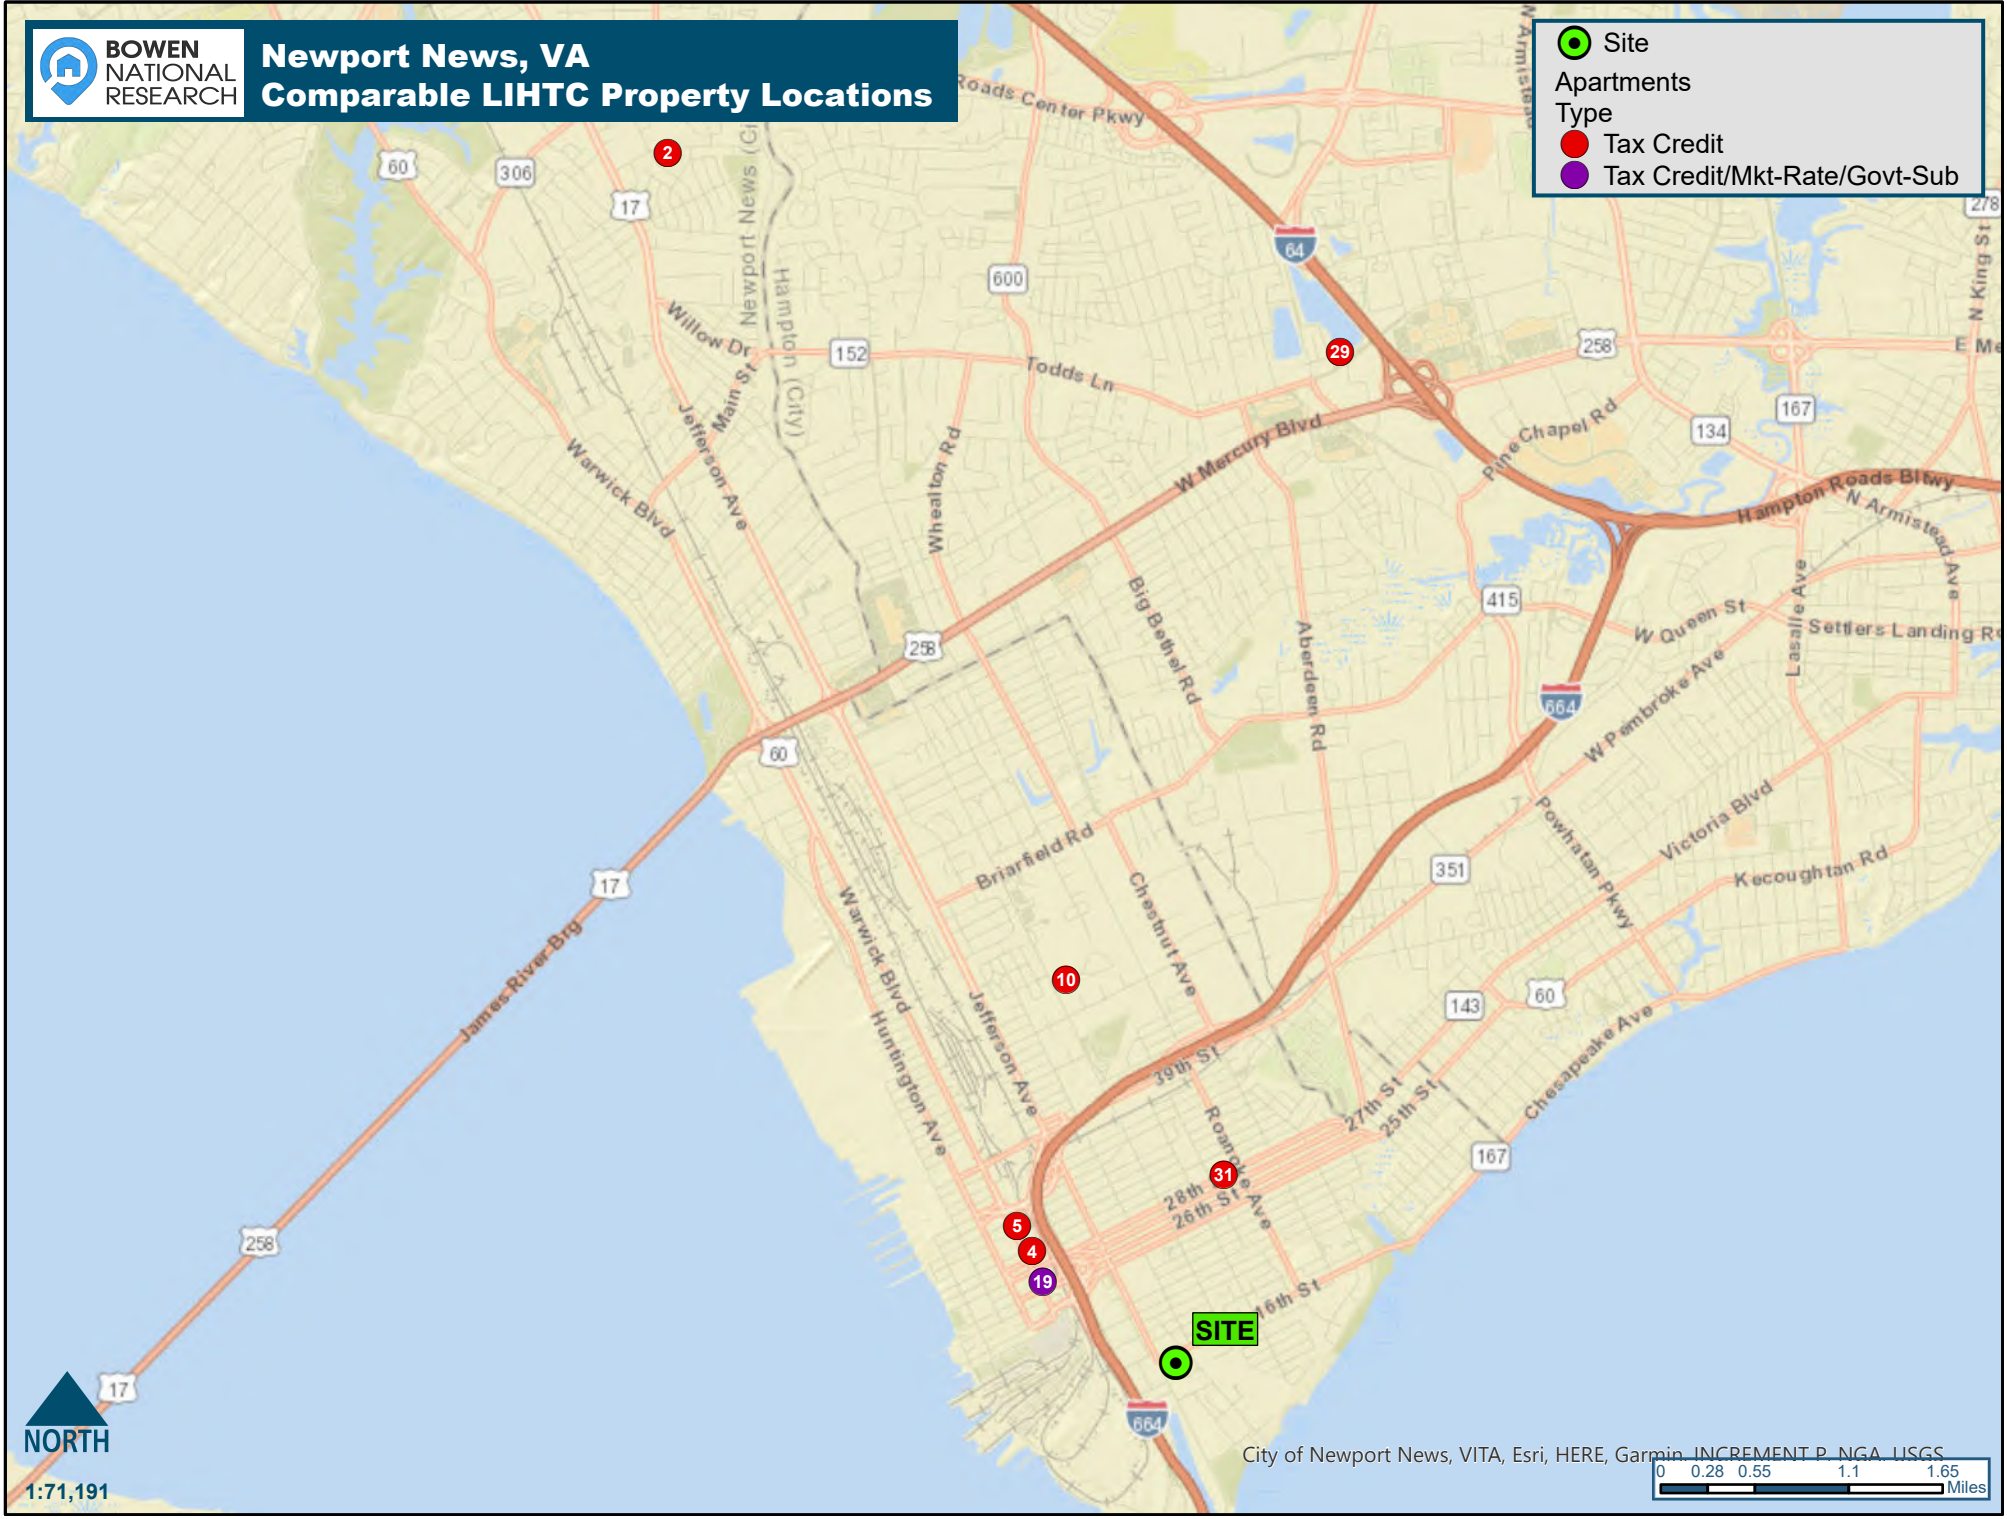 BOWEN
NATIONAL
RESEARCH
Newport News, VA
Comparable LIHTC Property Locations
Site
Apartments
Type
Tax Credit
Tax Credit/Mkt-Rate/Govt-Sub
Roads Center Pkwy
W Armistead
2
60
306
17
Newport News (Ci
Hampton (City)
600
64
278
N King St
Willow Dr
152
Todds Ln
29
258
E Me
Main St
Jefferson Ave
Warwick Blvd
Whealton Rd
W Mercury Blvd
Pine Chapel Rd
134
167
Hampton Roads Bltwy
N Armistead Ave
258
Big Bethel Rd
Aberdeen Rd
415
W Queen St
Lasalle Ave
Settlers Landing R
664
W Pembroke Ave
60
17
James River Brg
Briarfield Rd
Chestnut Ave
351
Powhatan Pkwy
Victoria Blvd
Kecoughtan Rd
Warwick Blvd
Huntington Ave
Jefferson Ave
10
143
60
Chesapeake Ave
39th St
27th St
25th St
Roanoke Ave
167
31
28th
26th St
5
4
19
258
16th St
SITE
17
664
NORTH
1:71,191
City of Newport News, VITA, Esri, HERE, Garmin, INCREMENT P, NGA, USGS
0 0.28 0.55 1.1 1.65
Miles